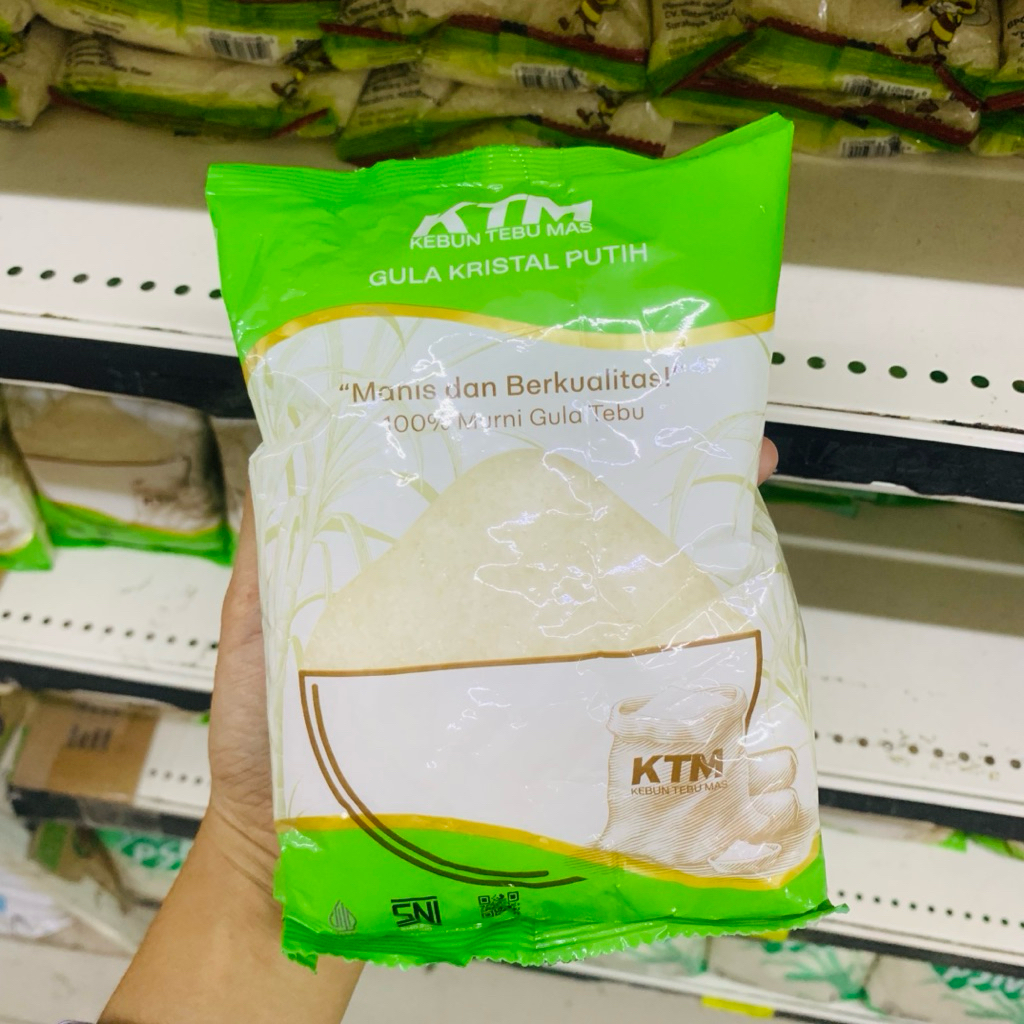 KTM
KEBUN TEBU MAS
GULA KRISTAL PUTIH
“Manis dan Berkualitas!”
100% Murni Gula Tebu
KTM
KEBUN TEBU MAS
SNI